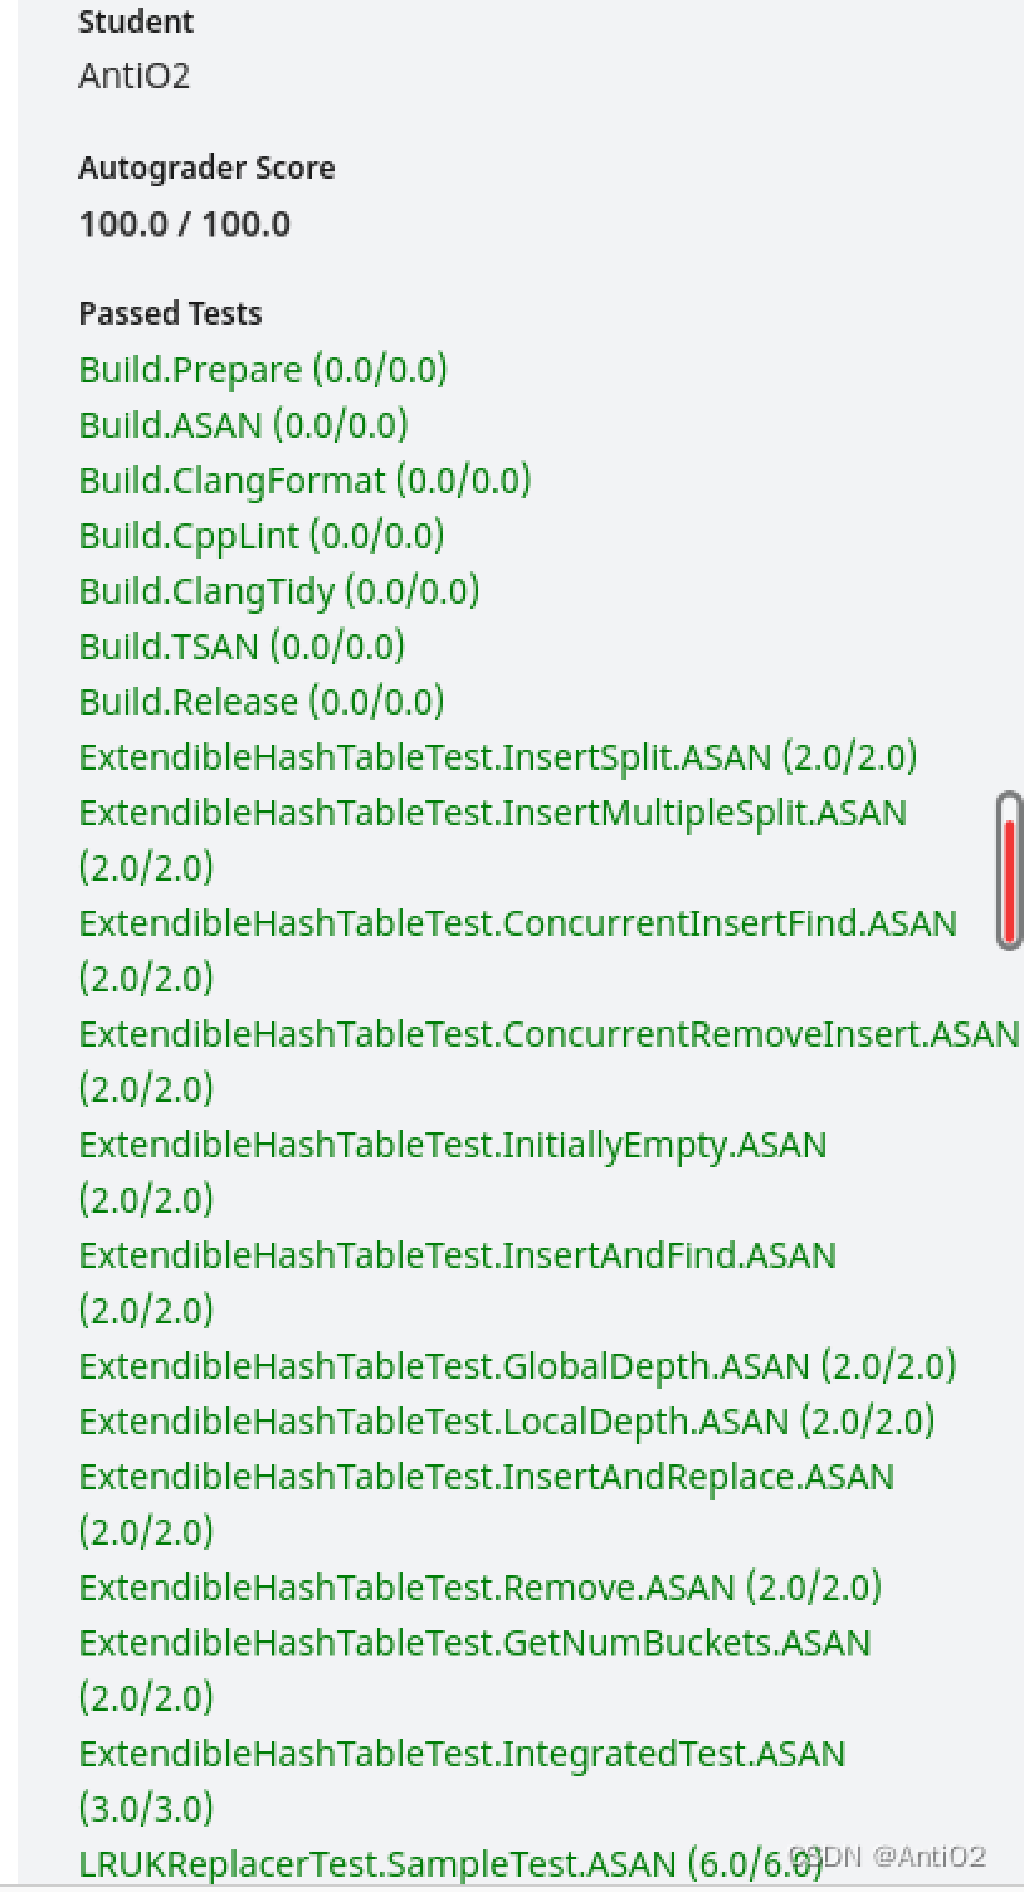 Student
AntiO2
Autograder Score
100.0 / 100.0
Passed Tests
Build.Prepare (0.0/0.0)
Build.ASAN (0.0/0.0)
Build.ClangFormat (0.0/0.0)
Build.CppLint (0.0/0.0)
Build.ClangTidy (0.0/0.0)
Build.TSAN (0.0/0.0)
Build.Release (0.0/0.0)
ExtendibleHashTableTest.InsertSplit.ASAN (2.0/2.0)
ExtendibleHashTableTest.InsertMultipleSplit.ASAN
(2.0/2.0)
ExtendibleHashTableTest.ConcurrentInsertFind.ASAN
(2.0/2.0)
ExtendibleHashTableTest.ConcurrentRemoveInsert.ASAN
(2.0/2.0)
ExtendibleHashTableTest.InitiallyEmpty.ASAN
(2.0/2.0)
ExtendibleHashTableTest.InsertAndFind.ASAN
(2.0/2.0)
ExtendibleHashTableTest.GlobalDepth.ASAN (2.0/2.0)
ExtendibleHashTableTest.LocalDepth.ASAN (2.0/2.0)
ExtendibleHashTableTest.InsertAndReplace.ASAN
(2.0/2.0)
ExtendibleHashTableTest.Remove.ASAN (2.0/2.0)
ExtendibleHashTableTest.GetNumBuckets.ASAN
(2.0/2.0)
ExtendibleHashTableTest.IntegratedTest.ASAN
(3.0/3.0)
LRUKReplacerTest.SampleTest.ASAN (6.0/6.0)
CSDN @AntiO2